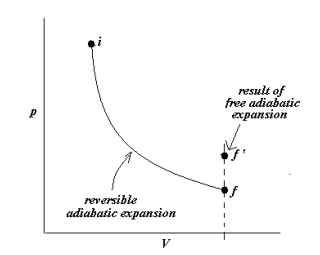 i
result of
free adiabatic
expansion
p
f '
f
reversible
adiabatic expansion
V